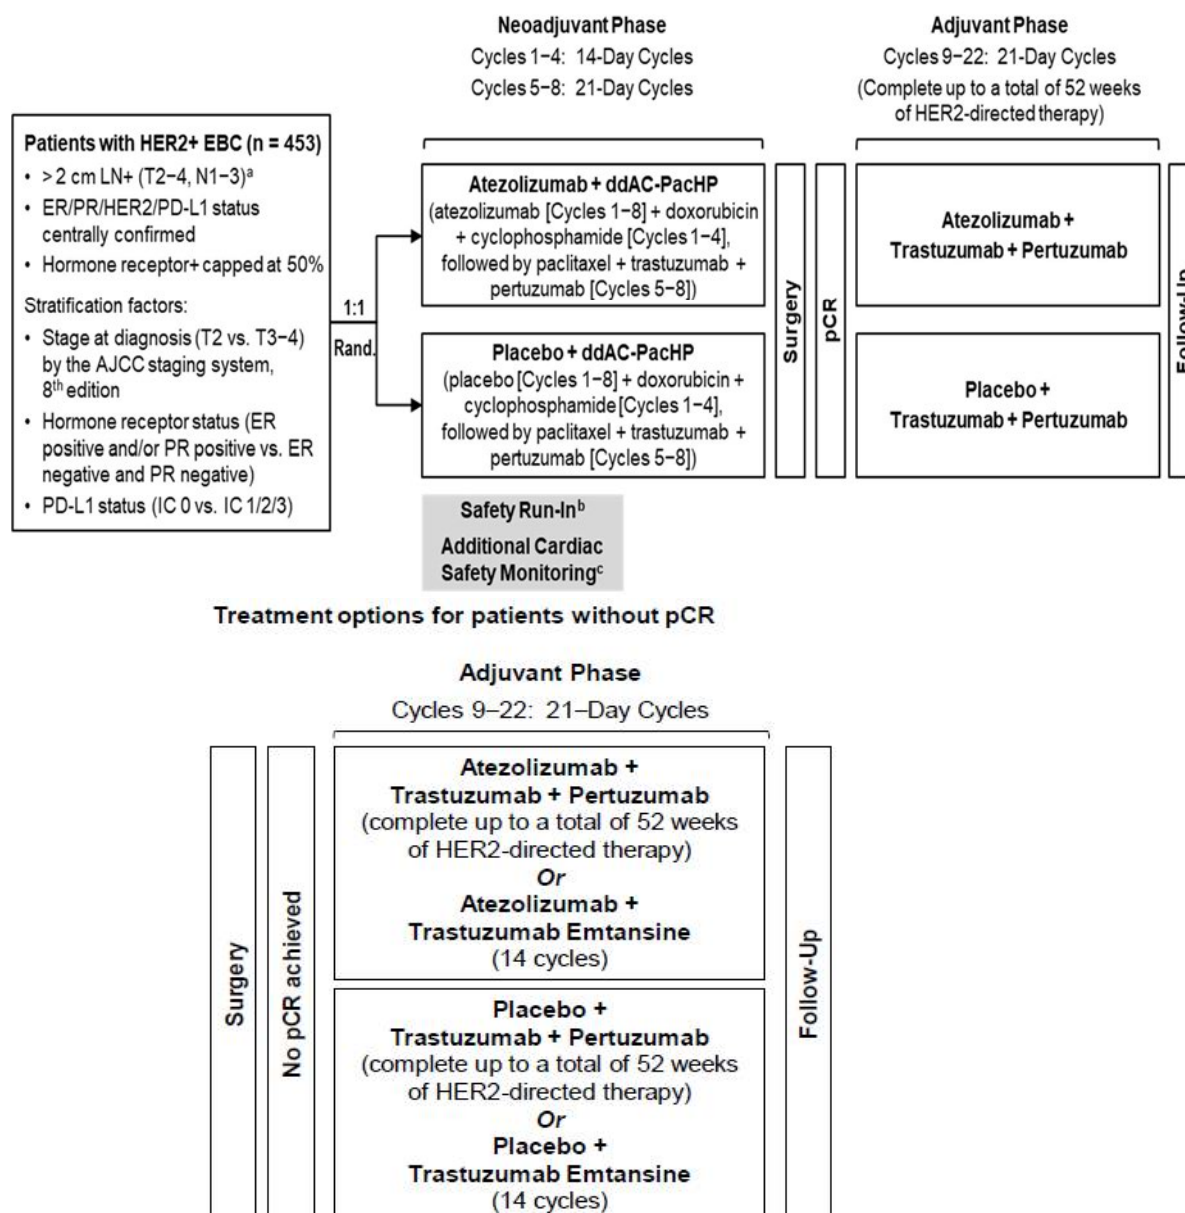 Neoadjuvant Phase
Cycles 1–4: 14-Day Cycles
Cycles 5–8: 21-Day Cycles
Adjuvant Phase
Cycles 9–22: 21-Day Cycles
(Complete up to a total of 52 weeks
of HER2-directed therapy)
Patients with HER2+ EBC (n = 453)
• >2 cm LN+ (T2–4, N1–3)ᵃ
• ER/PR/HER2/PD-L1 status
centrally confirmed
• Hormone receptor+ capped at 50%
Stratification factors:
• Stage at diagnosis (T2 vs. T3–4)
by the AJCC staging system,
8th edition
• Hormone receptor status (ER
positive and/or PR positive vs. ER
negative and PR negative)
• PD-L1 status (IC 0 vs. IC 1/2/3)
1:1
Rand.
Atezolizumab + ddAC-PacHP
(atezolizumab [Cycles 1–8] + doxorubicin
+ cyclophosphamide [Cycles 1–4],
followed by paclitaxel + trastuzumab +
pertuzumab [Cycles 5–8])
Placebo + ddAC-PacHP
(placebo [Cycles 1–8] + doxorubicin +
cyclophosphamide [Cycles 1–4],
followed by paclitaxel + trastuzumab +
pertuzumab [Cycles 5–8])
Safety Run-Inᵇ
Additional Cardiac
Safety Monitoringᶜ
Surgery
pCR
Atezolizumab +
Trastuzumab + Pertuzumab
Placebo +
Trastuzumab + Pertuzumab
Follow-Up
Treatment options for patients without pCR
Adjuvant Phase
Cycles 9–22: 21–Day Cycles
Surgery
No pCR achieved
Atezolizumab +
Trastuzumab + Pertuzumab
(complete up to a total of 52 weeks
of HER2-directed therapy)
Or
Atezolizumab +
Trastuzumab Emtansine
(14 cycles)
Placebo +
Trastuzumab + Pertuzumab
(complete up to a total of 52 weeks
of HER2-directed therapy)
Or
Placebo +
Trastuzumab Emtansine
(14 cycles)
Follow-Up